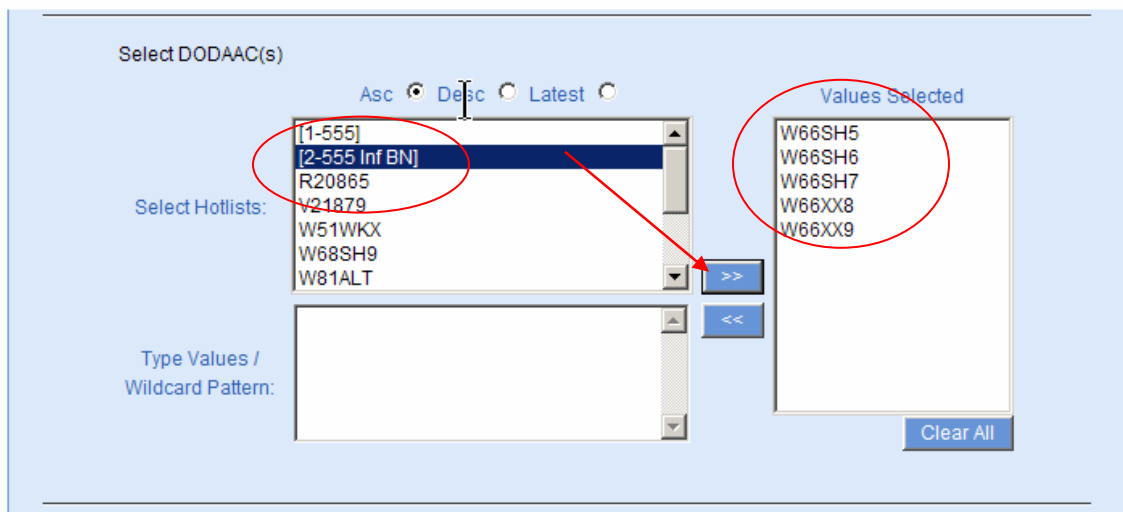 Select DODAAC(s)
Asc Desc Latest
Values Selected
Select Hotlists:
[1-555]
[2-555 Inf BN]
R20865
V21879
W51WKX
W68SH9
W81ALT
>>
<<
W66SH5
W66SH6
W66SH7
W66XX8
W66XX9
Type Values /
Wildcard Pattern:
Clear All